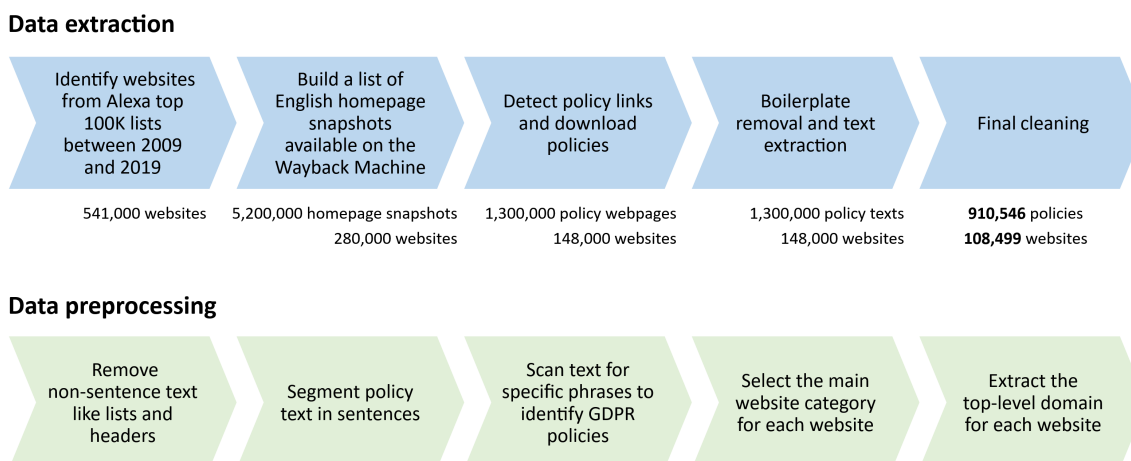 Data extraction
Identify websites
from Alexa top
100K lists
between 2009
and 2019
Build a list of
English homepage
snapshots
available on the
Wayback Machine
Detect policy links
and download
policies
Boilerplate
removal and text
extraction
Final cleaning
541,000 websites
5,200,000 homepage snapshots
280,000 websites
1,300,000 policy webpages
148,000 websites
1,300,000 policy texts
148,000 websites
910,546 policies
108,499 websites
Data preprocessing
Remove
non-sentence text
like lists and
headers
Segment policy
text in sentences
Scan text for
specific phrases to
identify GDPR
policies
Select the main
website category
for each website
Extract the
top-level domain
for each website